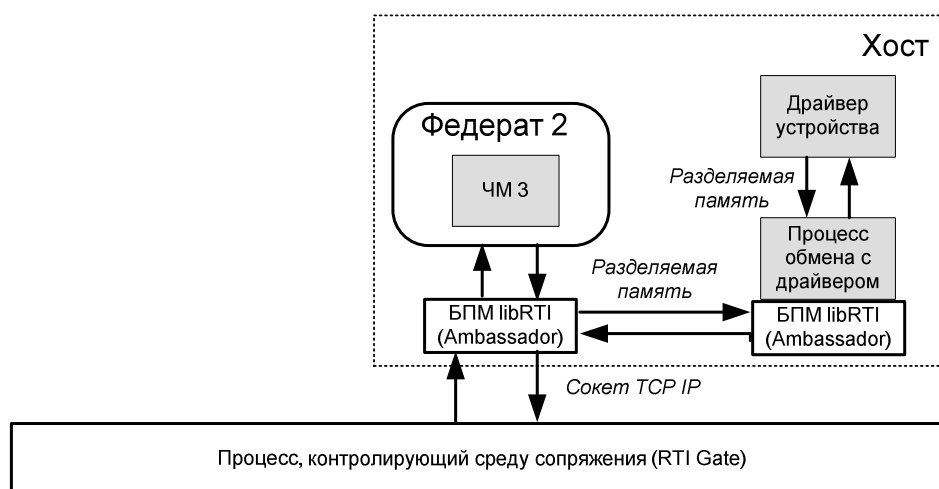 Хост
Драйвер
устройства
Федерат 2
ЧМ 3
Разделяемая
память
Процесс
обмена с
драйвером
Разделяемая
память
БПМ libRTI
(Ambassador)
БПМ libRTI
(Ambassador)
Сокет TCP IP
Процесс, контролирующий среду сопряжения (RTI Gate)